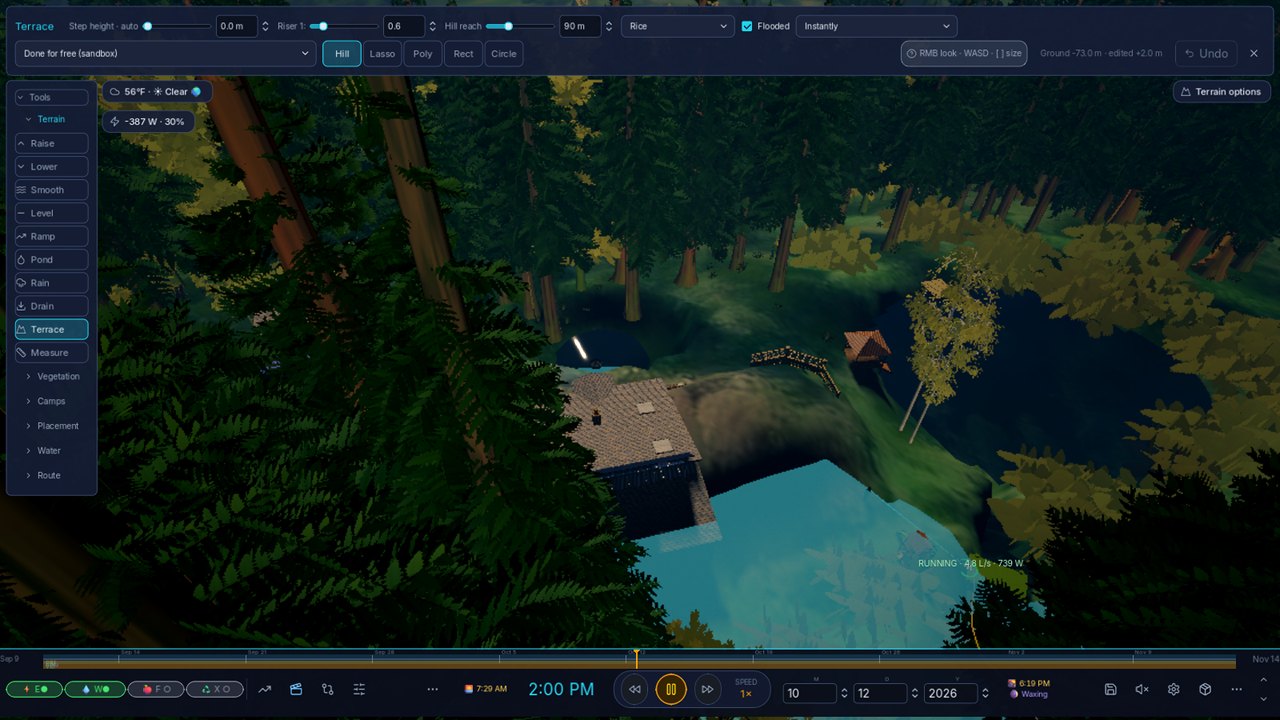 Terrace
Step height · auto
0.0 m
Riser 1:
0.6
Hill reach
90 m
Rice
Flooded
Instantly
Done for free (sandbox)
Hill
Lasso
Poly
Rect
Circle
RMB look · WASD · [ ] size
Ground -73.0 m · edited +2.0 m
Undo
Tools
Terrain
Raise
Lower
Smooth
Level
Ramp
Pond
Rain
Drain
Terrace
Measure
Vegetation
Camps
Placement
Water
Route
56°F · Clear
-387 W · 30%
Terrain options
RUNNING · 4.8 L/s · 739 W
Sep 9
Sep 14
Sep 21
Sep 28
Oct 5
Oct 19
Oct 26
Nov 2
Nov 9
Nov 14
E
W
F
X
7:29 AM
2:00 PM
SPEED
1×
M
D
Y
10
12
2026
6:19 PM
Waxing